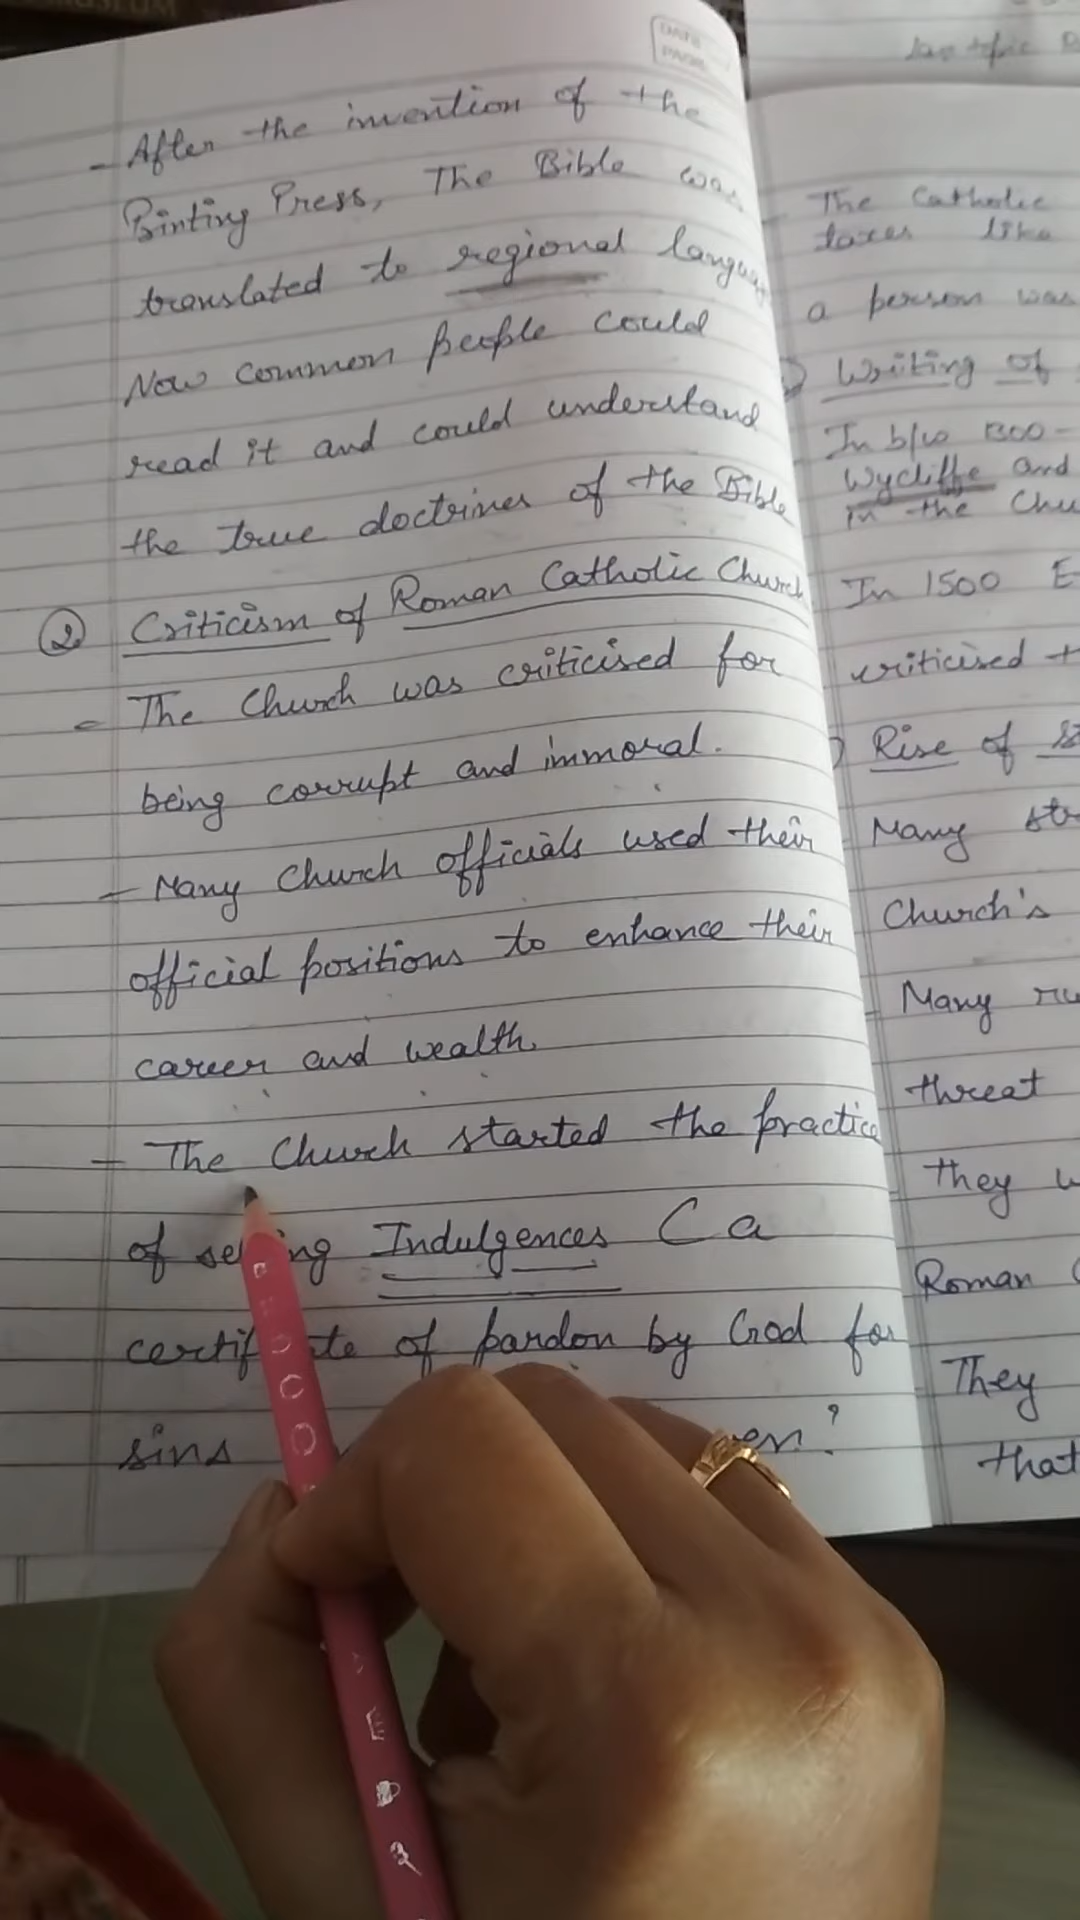 DATE
PAGE
- After the invention of the
Printing Press, The Bible was
translated to regional
Now common people could
read it and could understand
the true doctrines of the Bible
② Criticism of Roman Catholic Church
- The Church was criticised for
being corrupt and immoral.
- Many Church officials used their
official positions to enhance their
career and wealth.
- The Church started the practice
of Indulgences ( a
of pardon by God for
sins
The Catholic
taxes like
a person was
Writing of
In b/w 1300-
Wycliffe and
in the
In 1500
criticised
Rise of
Many
Church's
Many
threat
They
Roman
They
that